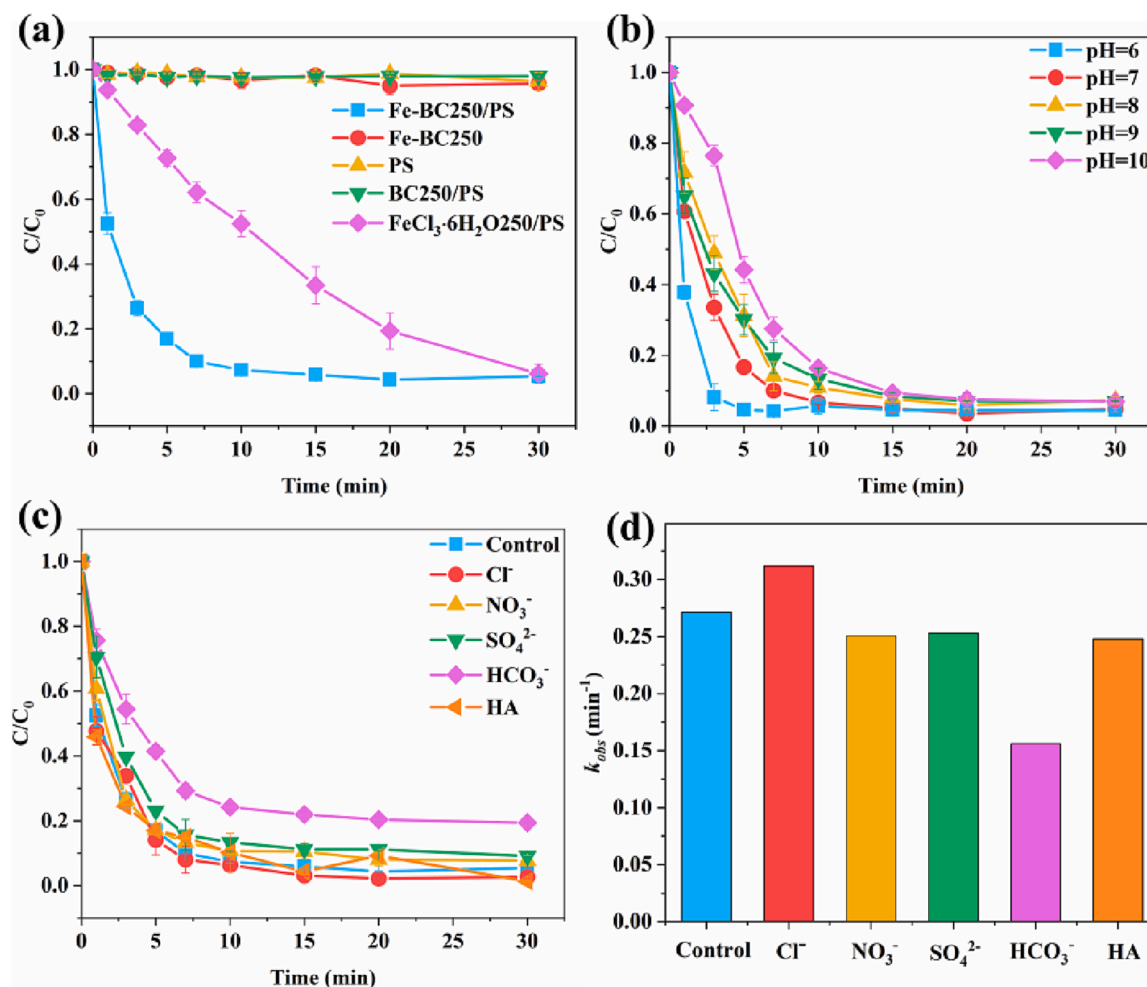 (a)
1.0
0.8
0.6
0.4
0.2
0.0
C/C₀
Fe-BC250/PS
Fe-BC250
PS
BC250/PS
FeCl₃·6H₂O250/PS
0 5 10 15 20 25 30
Time (min)
(b)
1.0
0.8
0.6
0.4
0.2
0.0
C/C₀
pH=6
pH=7
pH=8
pH=9
pH=10
0 5 10 15 20 25 30
Time (min)
(c)
1.0
0.8
0.6
0.4
0.2
0.0
C/C₀
Control
Cl⁻
NO₃⁻
SO₄²⁻
HCO₃⁻
HA
0 5 10 15 20 25 30
Time (min)
(d)
0.30
0.25
0.20
0.15
0.10
0.05
0.00
k_obs (min⁻¹)
Control Cl⁻ NO₃⁻ SO₄²⁻ HCO₃⁻ HA